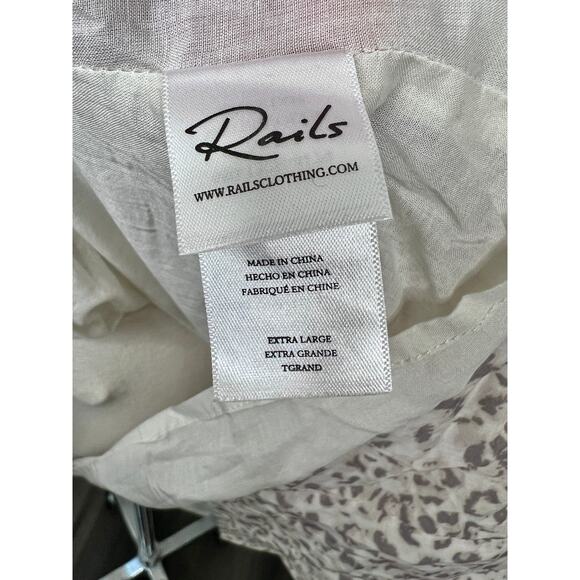 Rails
WWW.RAILSCLOTHING.COM
MADE IN CHINA
HECHO EN CHINA
FABRIQUÉ EN CHINE
EXTRA LARGE
EXTRA GRANDE
TGRAND